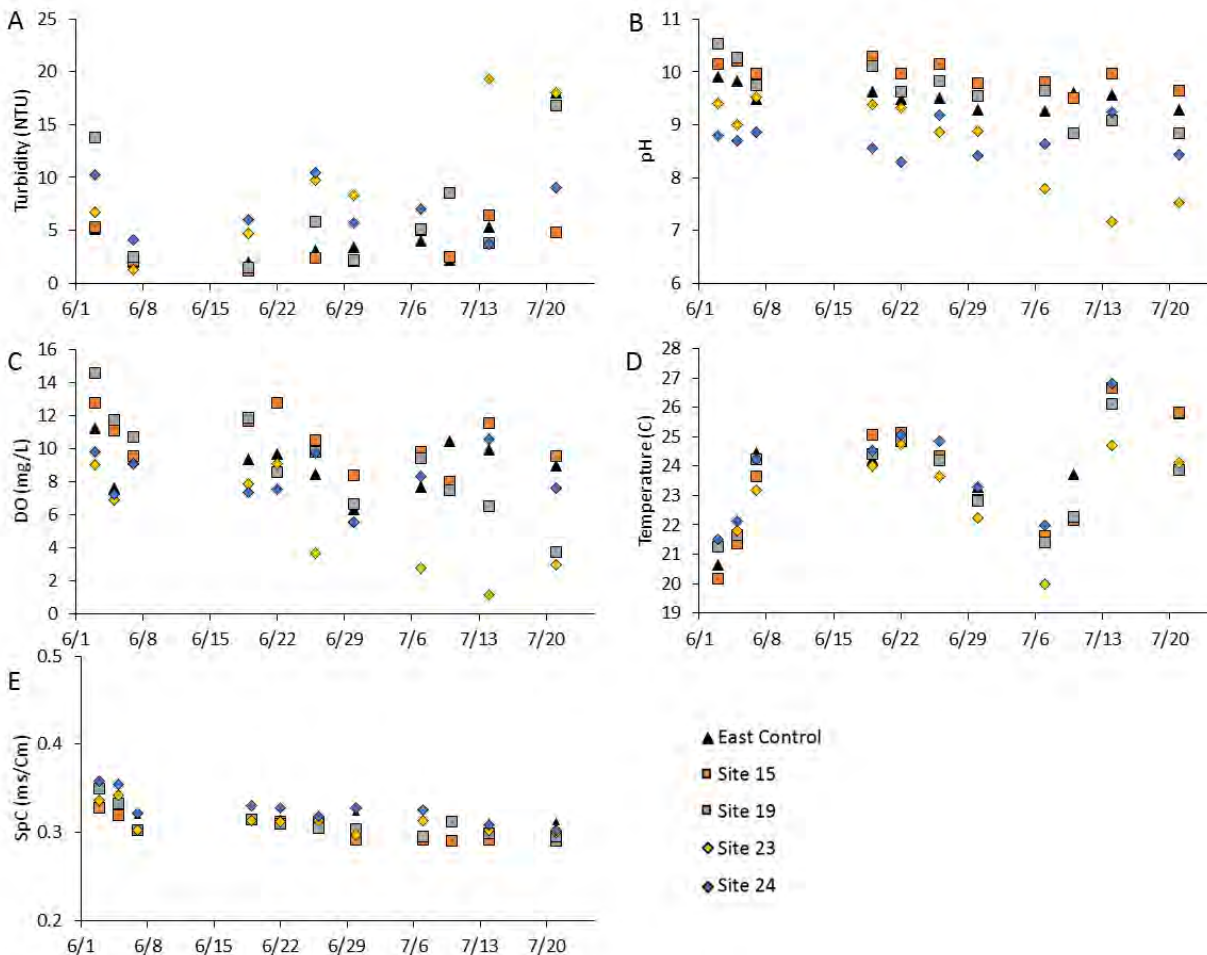 A
Turbidity (NTU)
25
20
15
10
5
0
6/1 6/8 6/15 6/22 6/29 7/6 7/13 7/20
B
pH
11
10
9
8
7
6
6/1 6/8 6/15 6/22 6/29 7/6 7/13 7/20
C
DO (mg/L)
16
14
12
10
8
6
4
2
0
6/1 6/8 6/15 6/22 6/29 7/6 7/13 7/20
D
Temperature (C)
28
27
26
25
24
23
22
21
20
19
6/1 6/8 6/15 6/22 6/29 7/6 7/13 7/20
E
SpC (ms/Cm)
0.5
0.4
0.3
0.2
6/1 6/8 6/15 6/22 6/29 7/6 7/13 7/20
East Control
Site 15
Site 19
Site 23
Site 24